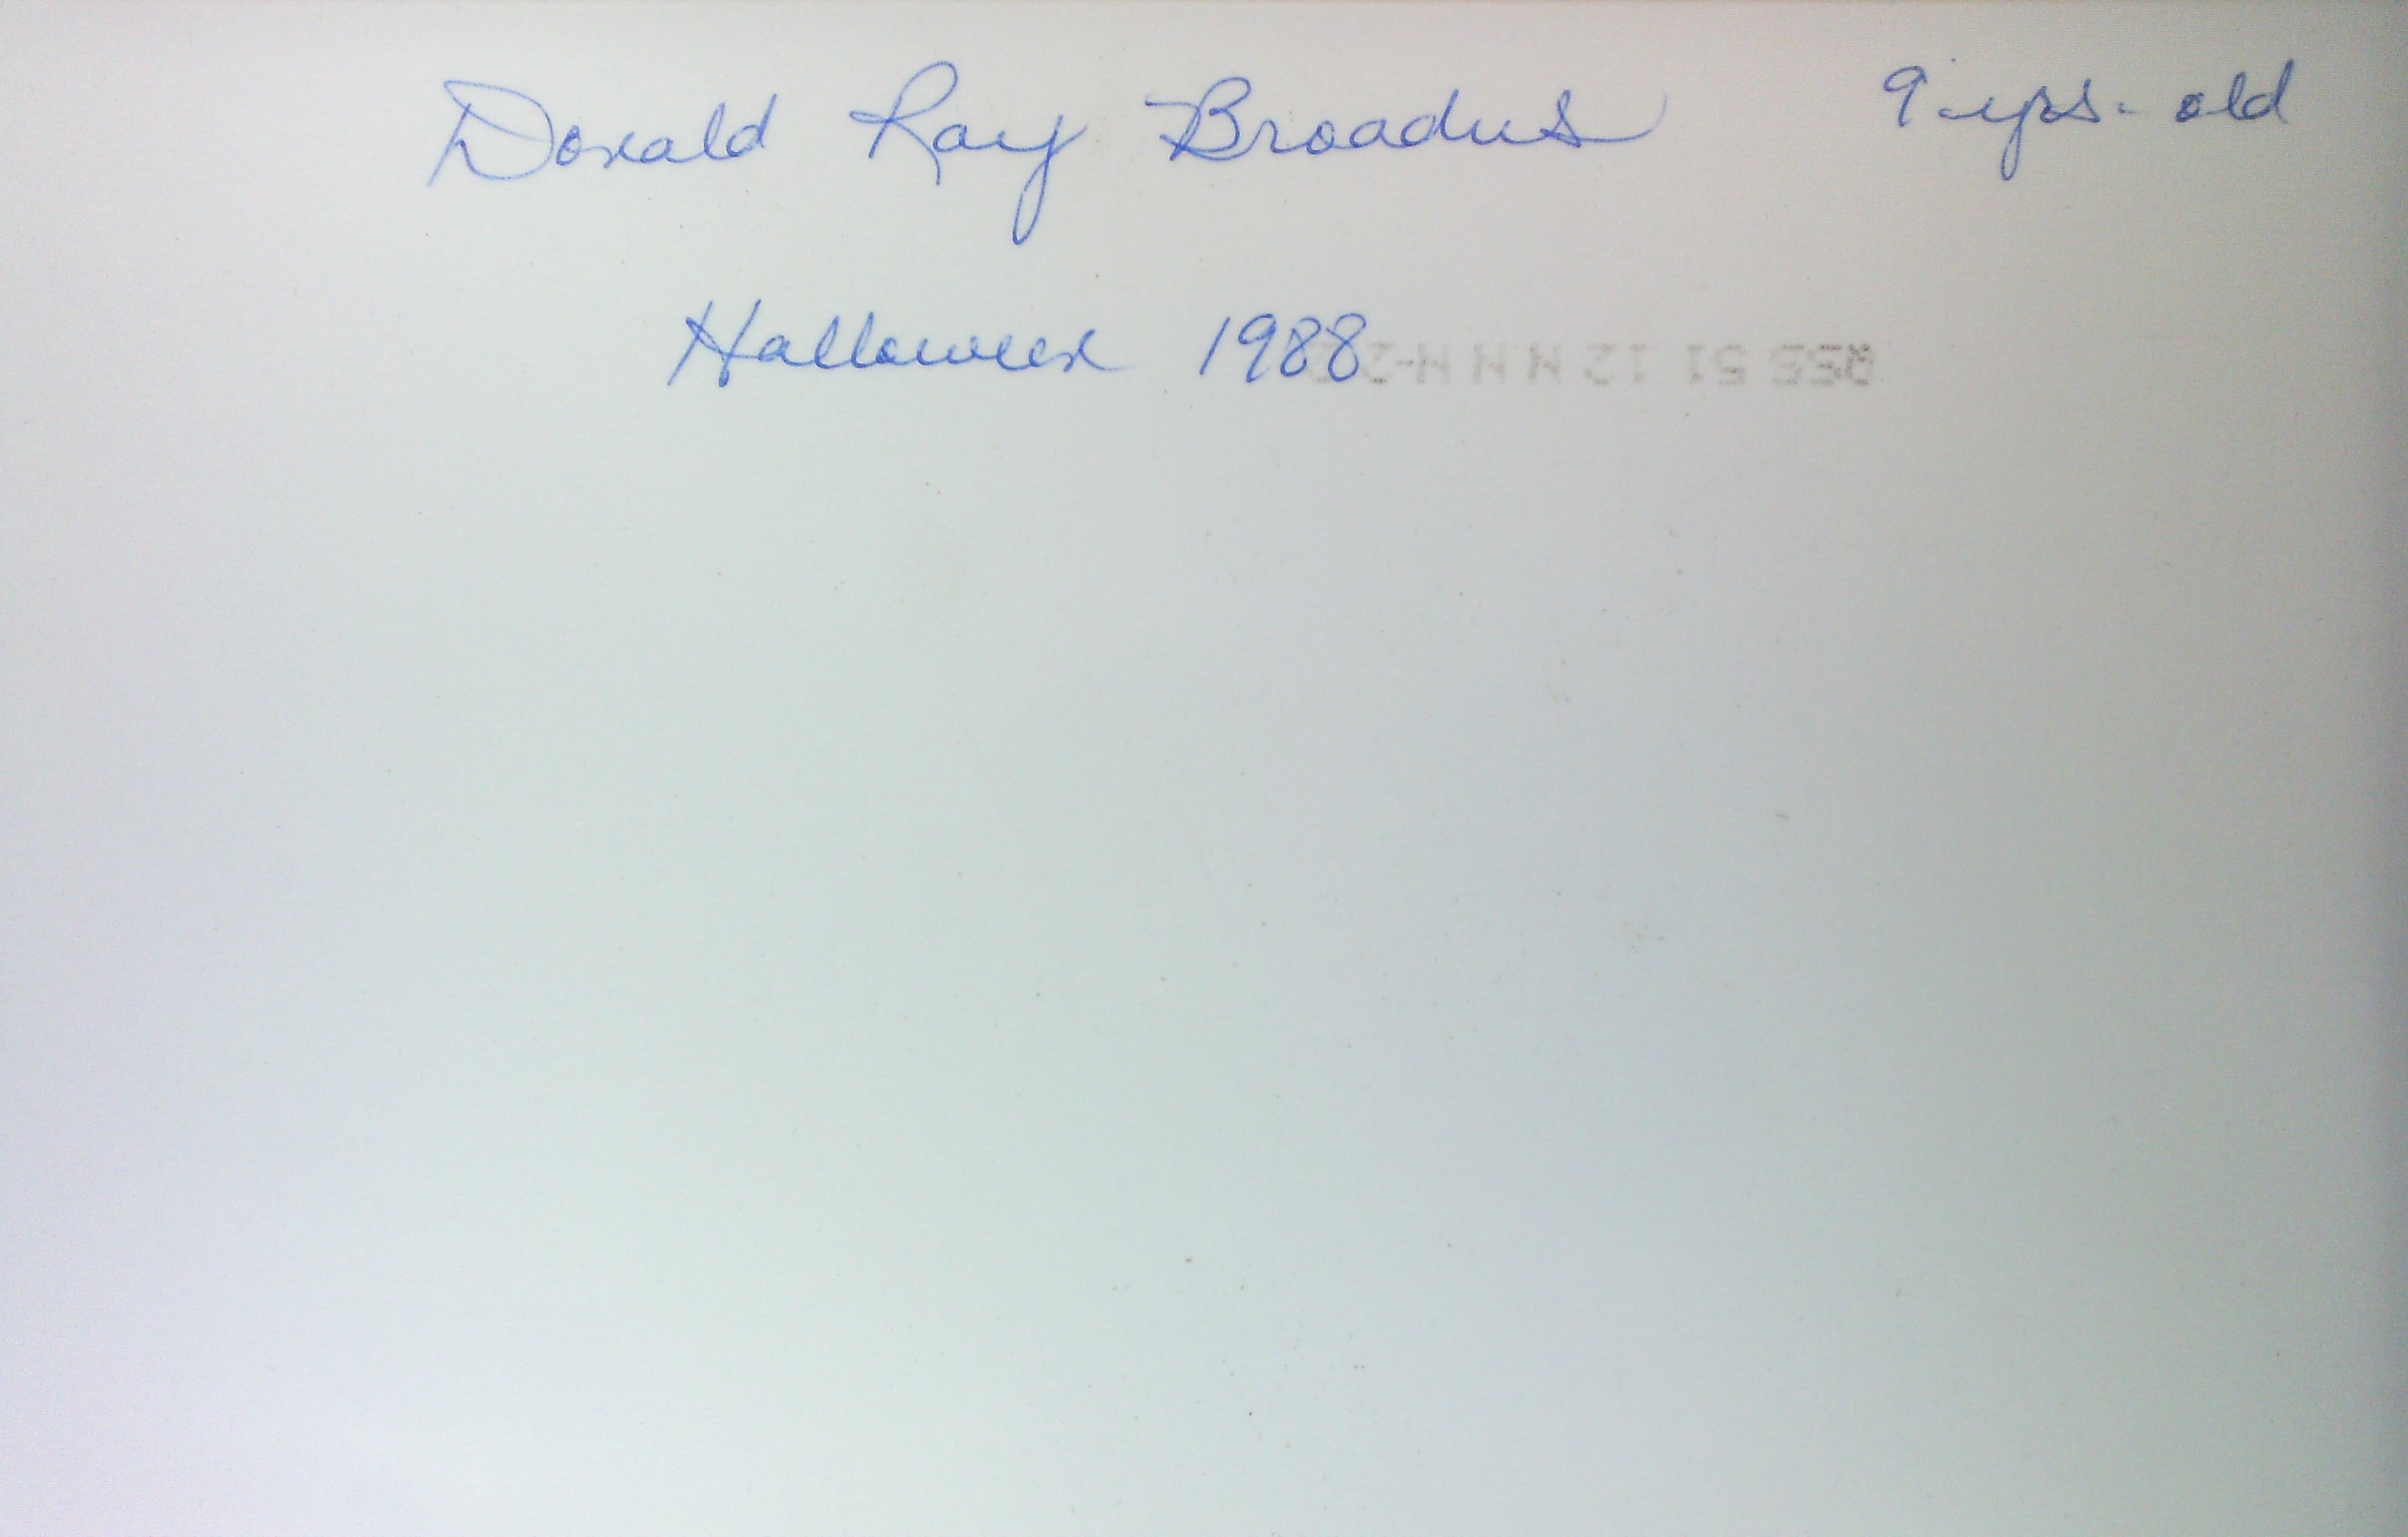 Donald Ray Broadus 9 yrs. old
Halloween 1988